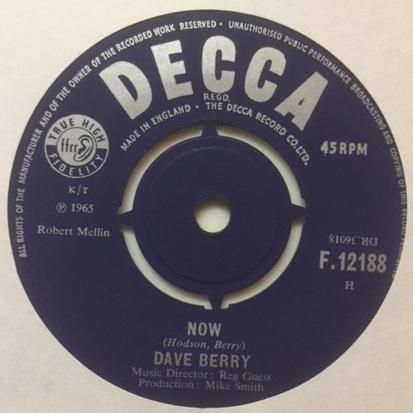 ALL RIGHTS OF THE MANUFACTURER AND OF THE OWNER OF THE RECORDED WORK RESERVED • UNAUTHORISED PUBLIC PERFORMANCE BROADCASTING AND COPYING OF THIS RECORD PROHIBITED
DECCA
REGD.
MADE IN ENGLAND • THE DECCA RECORD CO LTD.
TRUE HIGH
ffrr
FIDELITY
45 RPM
K/T
℗ 1965
Robert Mellin
DR.36018
F.12188
H
NOW
(Hodson, Berry)
DAVE BERRY
Music Director: Reg Guest
Production: Mike Smith